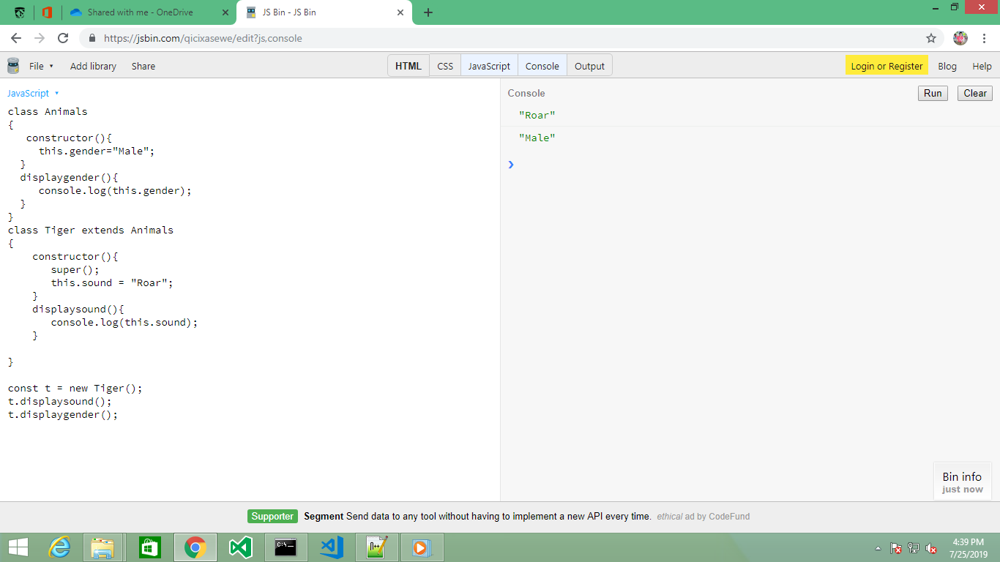 Shared with me - OneDrive
JS Bin - JS Bin
https://jsbin.com/qicixasewe/edit?js,console
File Add library Share HTML CSS JavaScript Console Output Login or Register Blog Help
JavaScript
class Animals
{
   constructor(){
     this.gender="Male";
  }
  displaygender(){
     console.log(this.gender);
  }
}
class Tiger extends Animals
{
    constructor(){
       super();
       this.sound = "Roar";
    }
    displaysound(){
       console.log(this.sound);
    }
}
const t = new Tiger();
t.displaysound();
t.displaygender();
Console Run Clear
"Roar"
"Male"
Bin info
just now
Supporter Segment Send data to any tool without having to implement a new API every time. ethical ad by CodeFund
4:39 PM
7/25/2019